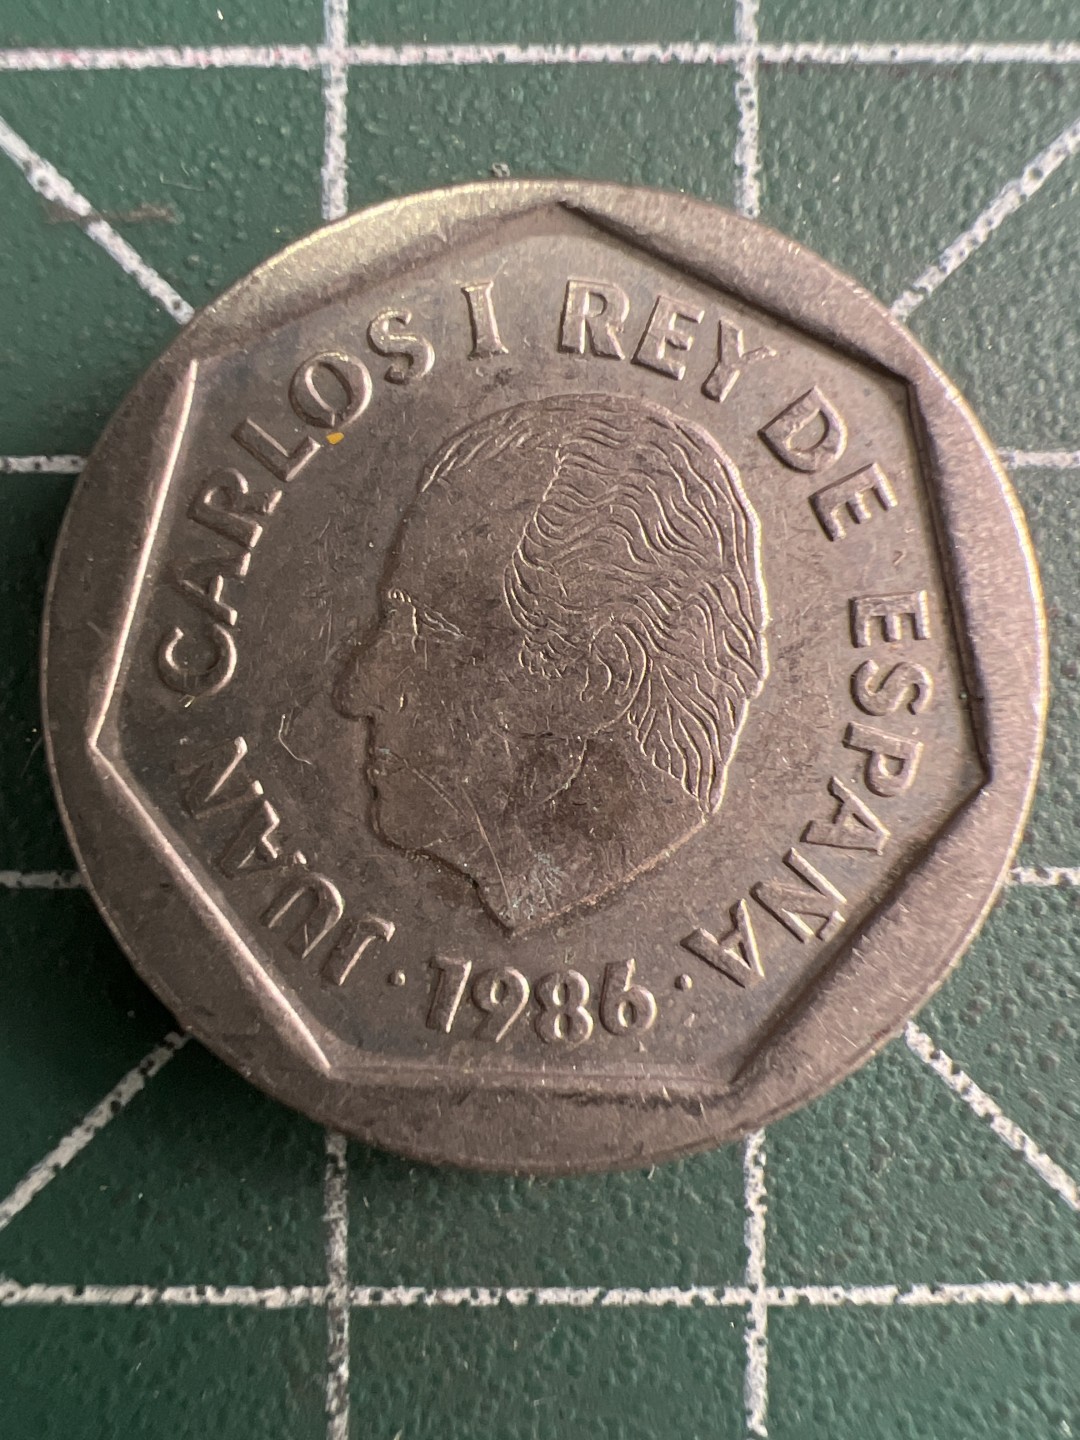 JUAN CARLOS I REY DE ESPAÑA
· 1986 ·